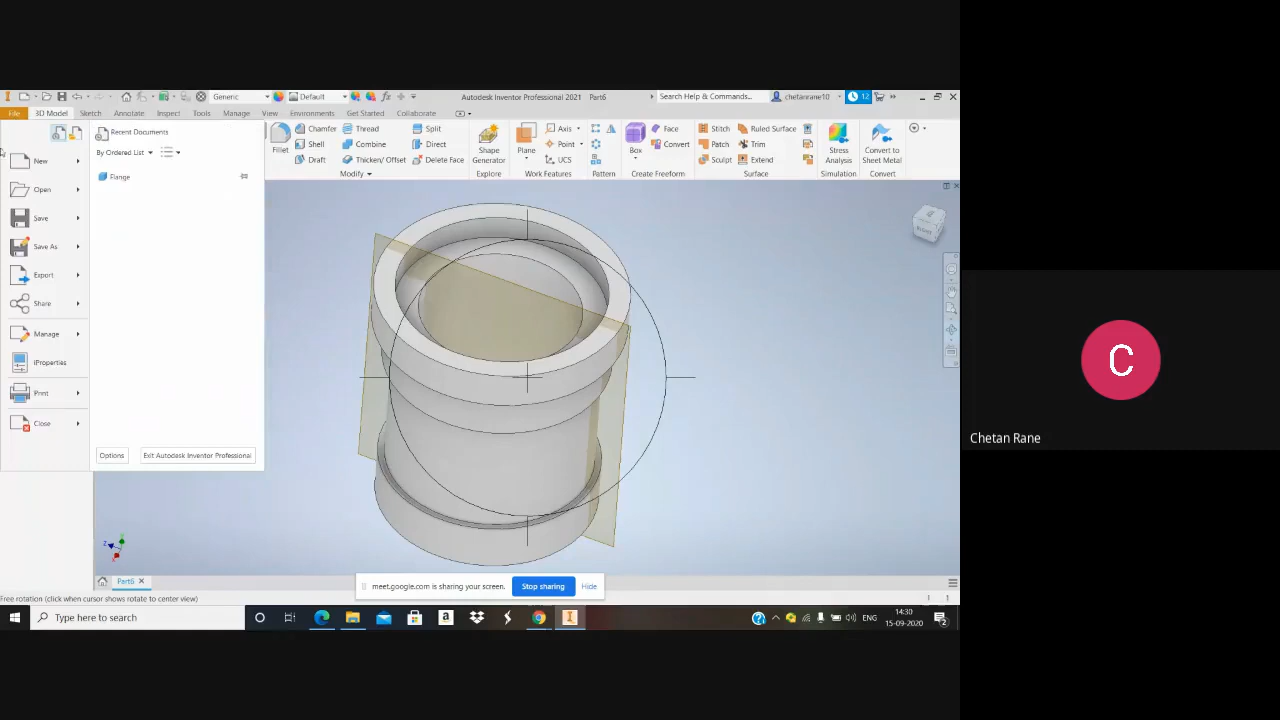 Generic
Default
Autodesk Inventor Professional 2021 Part6
Search Help & Commands...
chetanrane10
12
File 3D Model Sketch Annotate Inspect Tools Manage View Environments Get Started Collaborate
Recent Documents
By Ordered List
Flange
New
Open
Save
Save As
Export
Share
Manage
iProperties
Print
Close
Options
Exit Autodesk Inventor Professional
Fillet
Chamfer Thread Split
Shell Combine Direct
Draft Thicken/ Offset Delete Face
Modify
Shape
Generator
Explore
Plane
Axis
Point
UCS
Work Features
Pattern
Box
Face
Convert
Create Freeform
Stitch Ruled Surface
Patch Trim
Sculpt Extend
Surface
Stress
Analysis
Simulation
Convert to
Sheet Metal
Convert
Chetan Rane
C
Part6
meet.google.com is sharing your screen.
Stop sharing
Hide
Free rotation (click when cursor shows rotate to center view)
1 1
Type here to search
ENG
14:30
15-09-2020
2